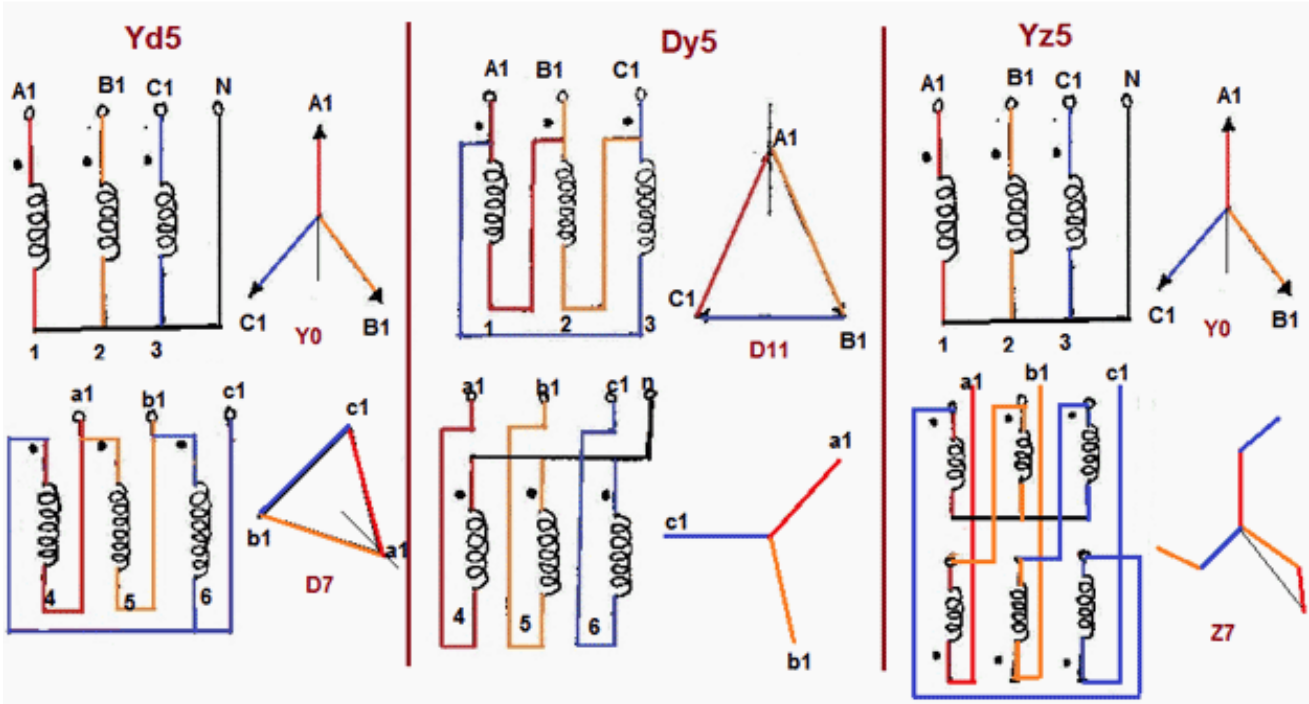 Yd5
A1 B1 C1 N
A1
C1 B1
Y0
1 2 3
a1 b1 c1
c1
b1 a1
D7
4 5 6
Dy5
A1 B1 C1
A1
C1 B1
D11
1 2 3
a1 b1 c1 n
a1
c1
b1
4 5 6
Yz5
A1 B1 C1 N
A1
C1 B1
Y0
1 2 3
a1 b1 c1
Z7